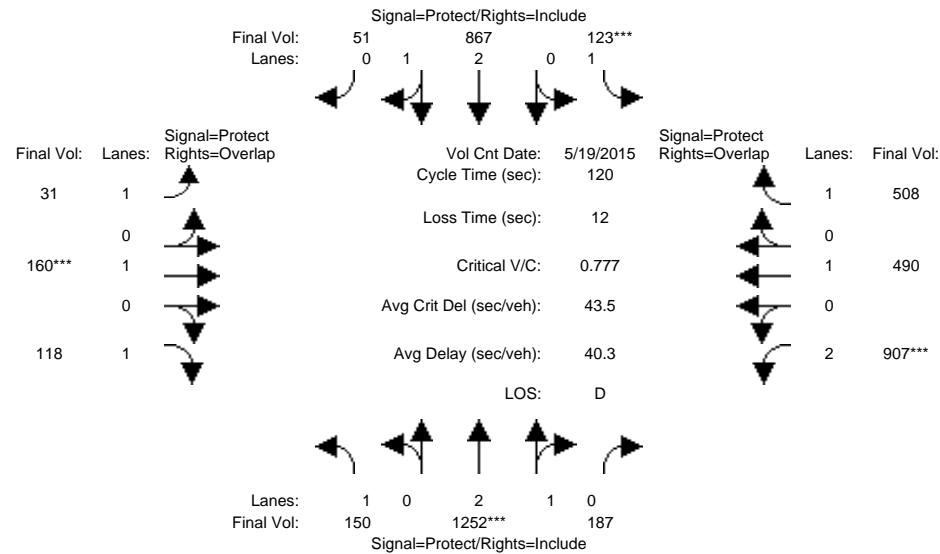 Signal=Protect/Rights=Include
Final Vol: 51 867 123***
Lanes: 0 1 2 0 1
Signal=Protect Signal=Protect
Final Vol: Lanes: Rights=Overlap Vol Cnt Date: 5/19/2015 Rights=Overlap Lanes: Final Vol:
Cycle Time (sec): 120
31 1 1 508
Loss Time (sec): 12
0 0
160*** 1 Critical V/C: 0.777 1 490
0 Avg Crit Del (sec/veh): 43.5 0
118 1 Avg Delay (sec/veh): 40.3 2 907***
LOS: D
Lanes: 1 0 2 1 0
Final Vol: 150 1252*** 187
Signal=Protect/Rights=Include